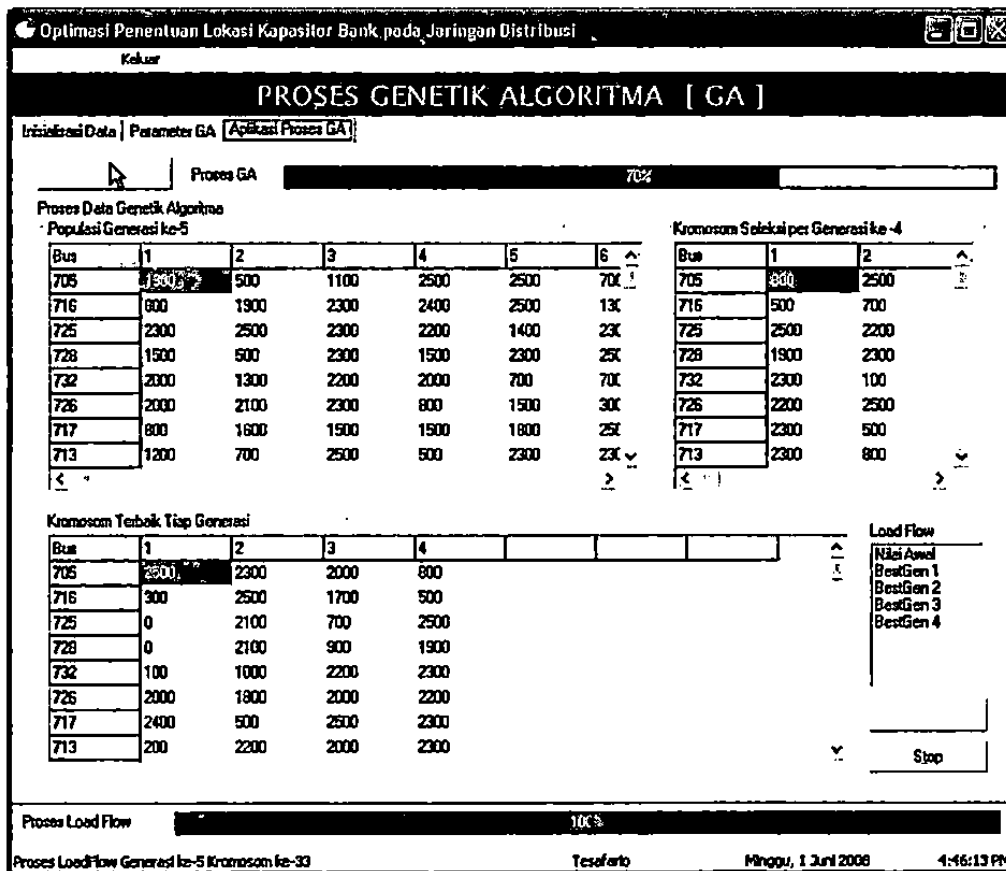 Optimasi Penentuan Lokasi Kapasitor Bank pada Jaringan Distribusi
Keluar
PROSES GENETIK ALGORITMA [ GA ]
Inisialisasi Data Parameter GA Aplikasi Proses GA
Proses GA 70%
Proses Data Genetik Algoritma
Populasi Generasi ke-5 Kromosom Seleksi per Generasi ke -4
Bus 1 2 3 4 5 6 Bus 1 2
705 500 1100 2500 2500 700 705 800 2500
716 800 1900 2300 2400 2500 130 716 500 700
725 2300 2500 2300 2200 1400 230 725 2500 2200
728 1500 500 2300 1500 2300 250 728 1900 2300
732 2000 1300 2200 2000 700 700 732 2300 100
726 2000 2100 2300 800 1500 300 726 2200 2500
717 800 1600 1500 1500 1800 250 717 2300 500
713 1200 700 2500 500 2300 230 713 2300 800
Kromosom Terbaik Tiap Generasi Load Flow
Bus 1 2 3 4
705 2500 2300 2000 800
716 300 2500 1700 500
725 0 2100 700 2500
728 0 2100 900 1900
732 100 1000 2200 2300
726 2000 1800 2000 2200
717 2400 500 2500 2300
713 200 2200 2000 2300
Nilai Awal
BestGen 1
BestGen 2
BestGen 3
BestGen 4
Stop
Proses Load Flow 100%
Proses LoadFlow Generasi ke-5 Kromosom ke-33 Tesafarto Minggu, 1 Juni 2008 4:46:13 PM